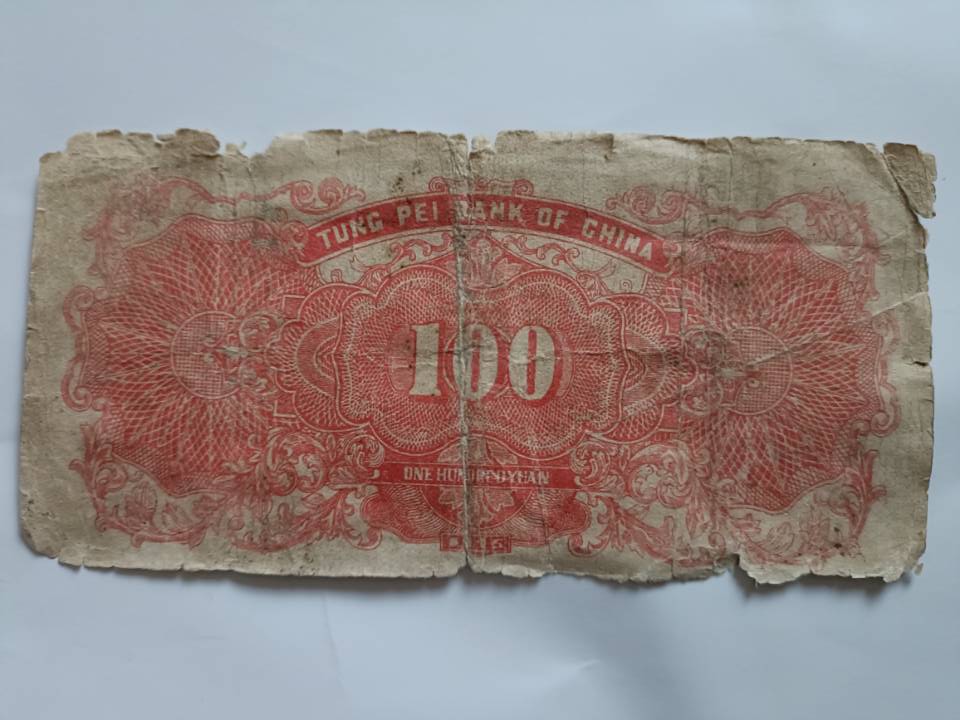 TUNG PEI BANK OF CHINA
100
ONE HUNDRED YUAN